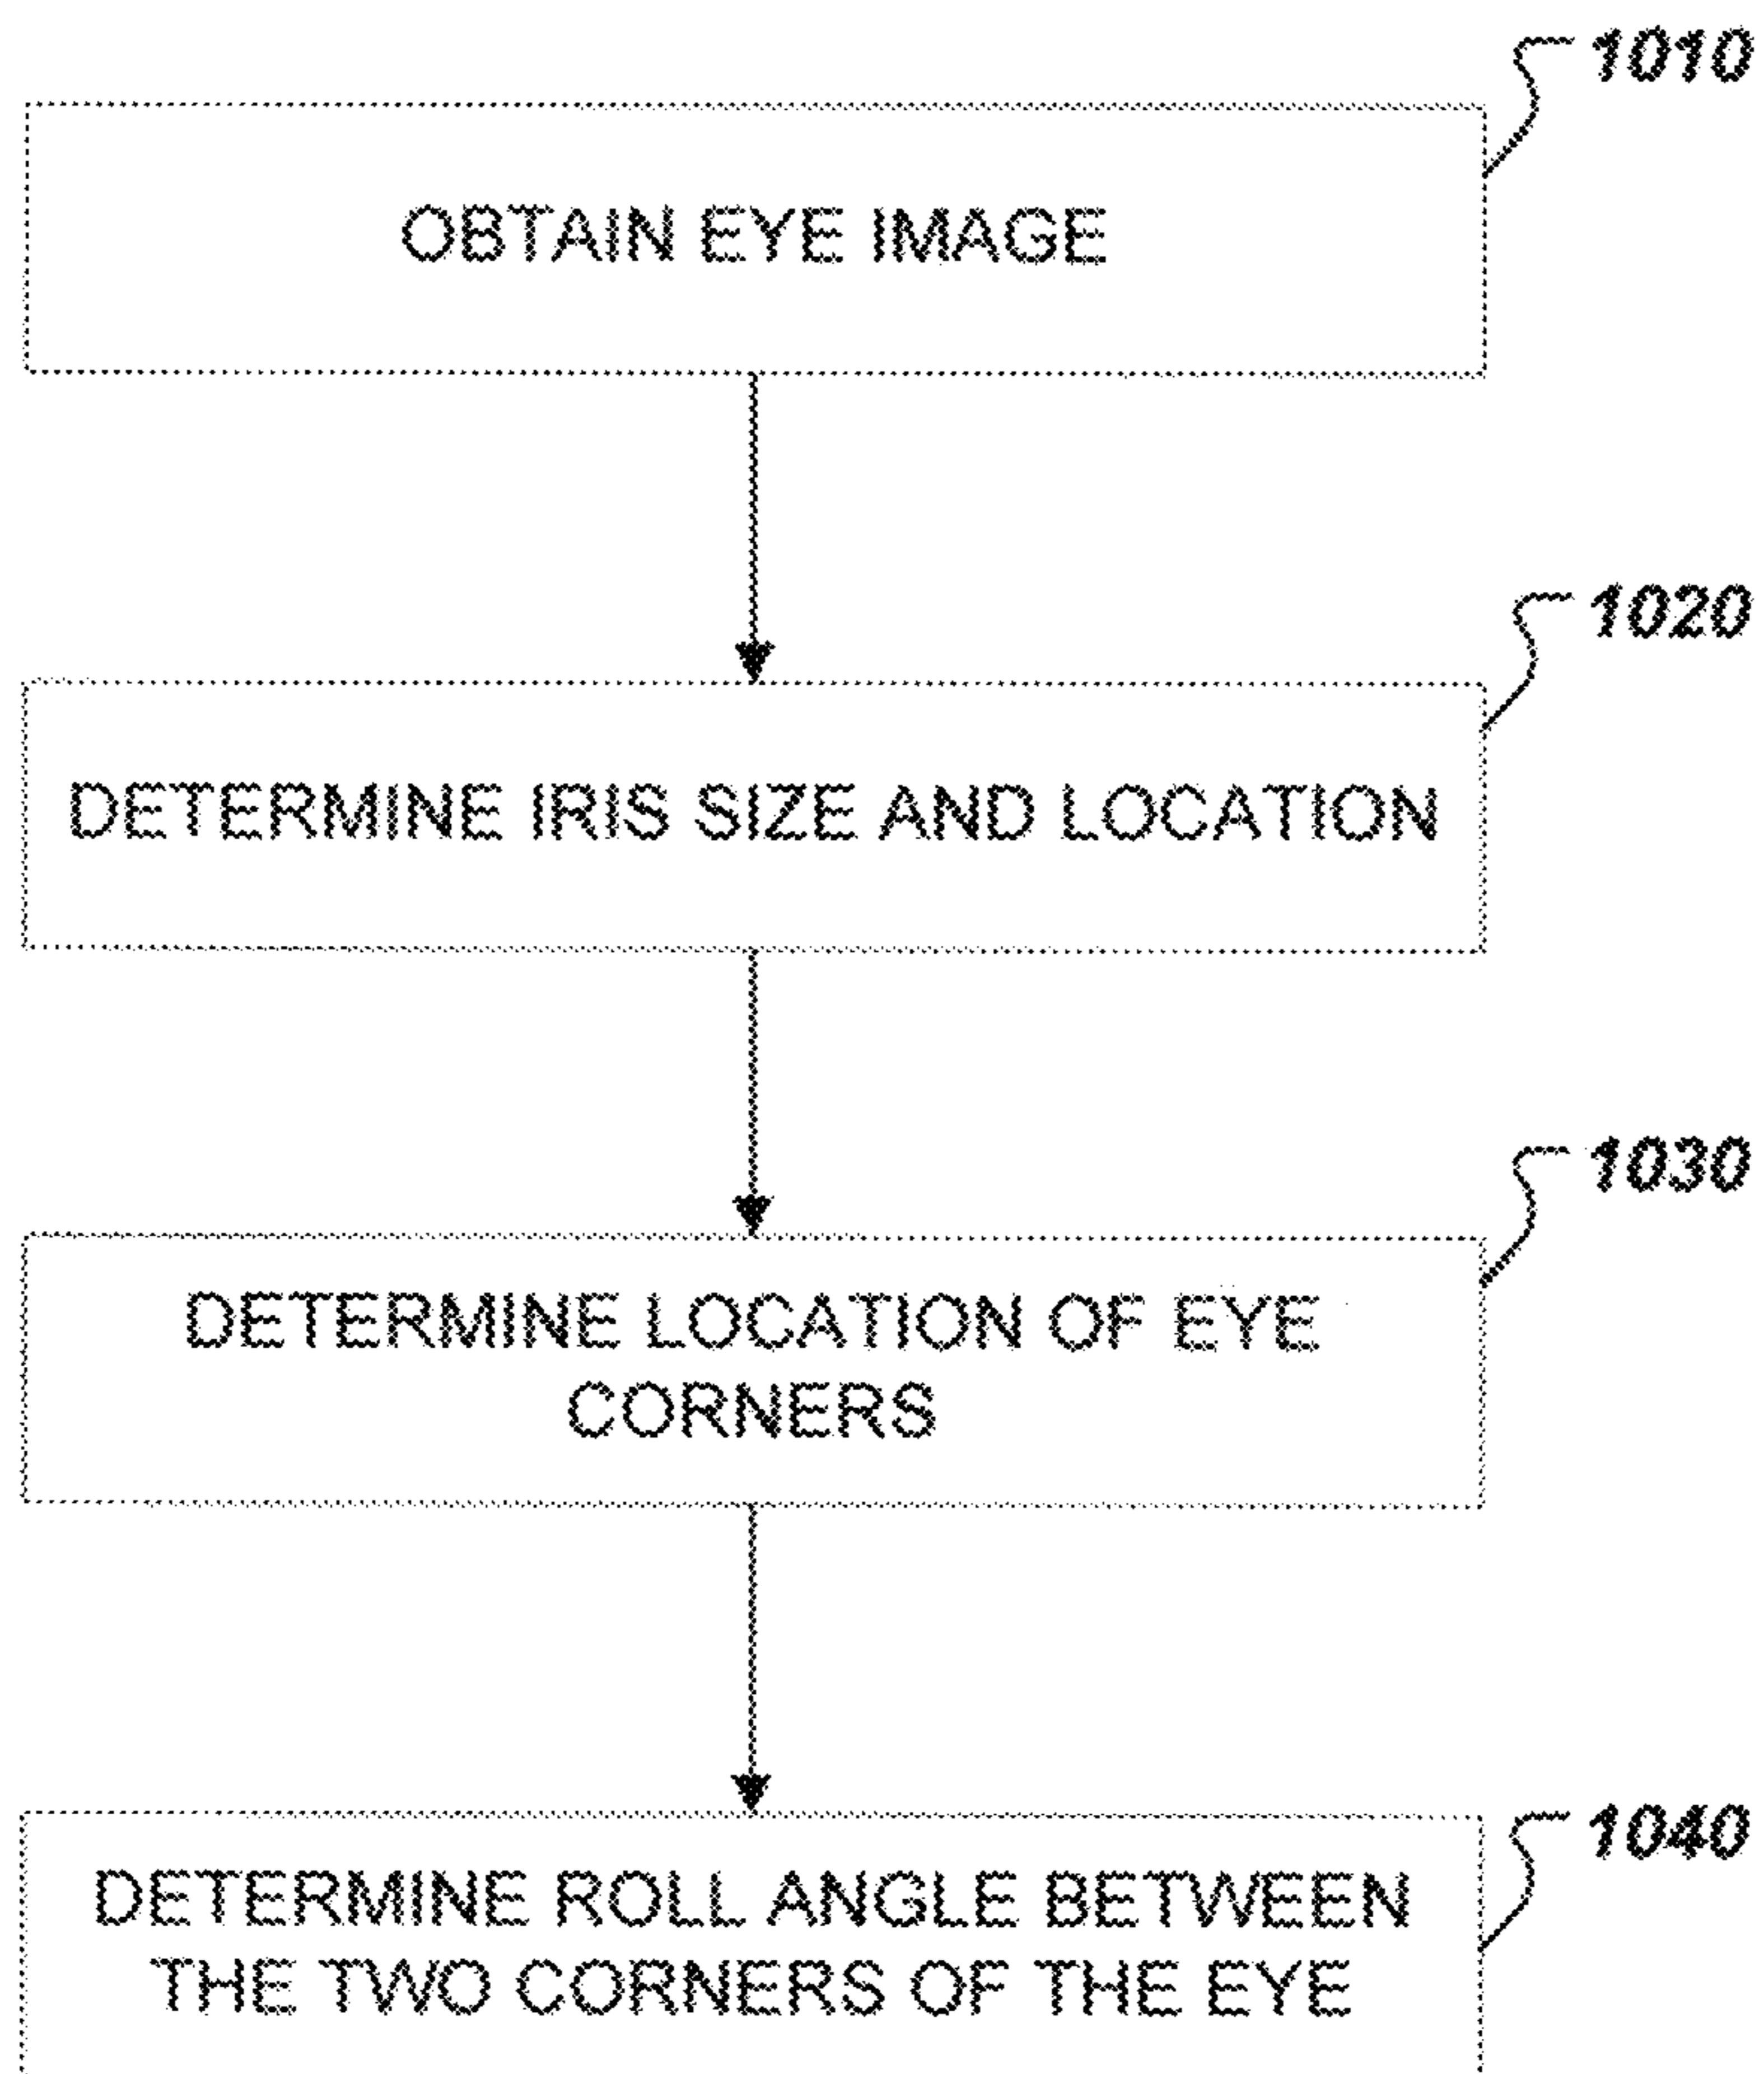 1010
OBTAIN EYE IMAGE
1020
DETERMINE IRIS SIZE AND LOCATION
1030
DETERMINE LOCATION OF EYE
CORNERS
1040
DETERMINE ROLL ANGLE BETWEEN
THE TWO CORNERS OF THE EYE